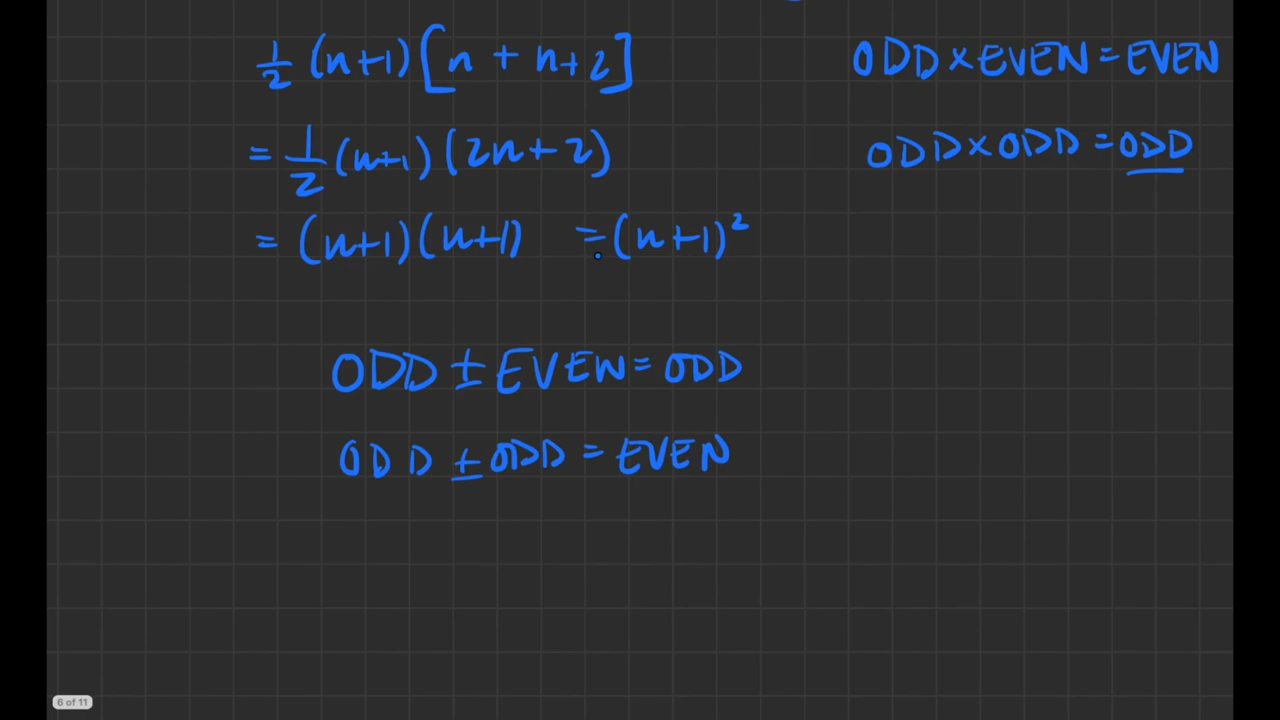 ½ (n+1) [n + n+2]
= ½ (n+1) (2n+2)
= (n+1) (n+1) = (n+1)²
ODD ± EVEN = ODD
ODD ± ODD = EVEN
ODD × EVEN = EVEN
ODD × ODD = ODD
6 of 11